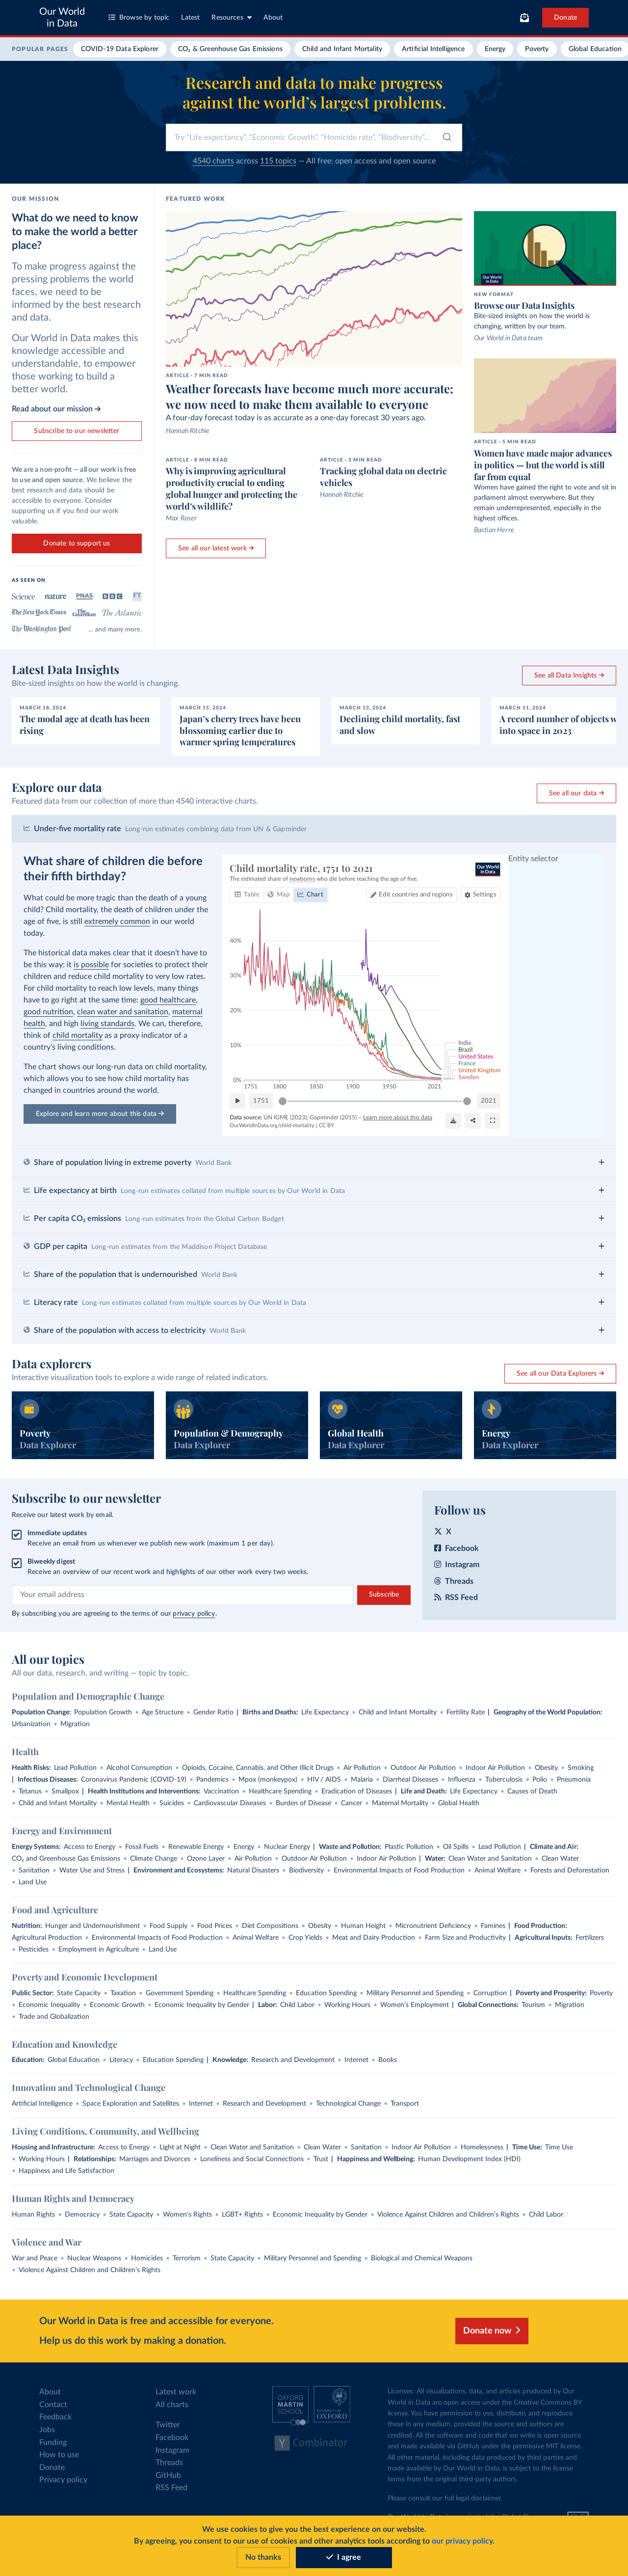 Our World
in Data
Browse by topic
Latest
Resources
About
Donate
POPULAR PAGES
COVID-19 Data Explorer
CO₂ & Greenhouse Gas Emissions
Child and Infant Mortality
Artificial Intelligence
Energy
Poverty
Global Education
Research and data to make progress
against the world's largest problems.
Try "Life expectancy", "Economic Growth", "Homicide rate", "Biodiversity"...
4540 charts across 115 topics — All free: open access and open source
OUR MISSION
What do we need to know
to make the world a better
place?
To make progress against the
pressing problems the world
faces, we need to be
informed by the best research
and data.
Our World in Data makes this
knowledge accessible and
understandable, to empower
those working to build a
better world.
Read about our mission →
Subscribe to our newsletter
We are a non-profit — all our work is free
to use and open source. We believe the
best research and data should be
accessible to everyone. Consider
supporting us if you find our work
valuable.
Donate to support us
AS SEEN ON
Science
nature
PNAS
BBC
FT
The New York Times
The Guardian
The Atlantic
The Washington Post
... and many more.
FEATURED WORK
ARTICLE • 7 MIN READ
Weather forecasts have become much more accurate;
we now need to make them available to everyone
A four-day forecast today is as accurate as a one-day forecast 30 years ago.
Hannah Ritchie
ARTICLE • 8 MIN READ
Why is improving agricultural
productivity crucial to ending
global hunger and protecting the
world's wildlife?
Max Roser
ARTICLE • 3 MIN READ
Tracking global data on electric
vehicles
Hannah Ritchie
See all our latest work →
Our World
in Data
NEW FORMAT
Browse our Data Insights
Bite-sized insights on how the world is
changing, written by our team.
Our World in Data team
ARTICLE • 5 MIN READ
Women have made major advances
in politics — but the world is still
far from equal
Women have gained the right to vote and sit in
parliament almost everywhere. But they
remain underrepresented, especially in the
highest offices.
Bastian Herre
Latest Data Insights
Bite-sized insights on how the world is changing.
See all Data Insights →
MARCH 18, 2024
The modal age at death has been
rising
MARCH 15, 2024
Japan's cherry trees have been
blossoming earlier due to
warmer spring temperatures
MARCH 13, 2024
Declining child mortality, fast
and slow
MARCH 11, 2024
A record number of objects w
into space in 2023
Explore our data
Featured data from our collection of more than 4540 interactive charts.
See all our data →
Under-five mortality rate Long-run estimates combining data from UN & Gapminder
What share of children die before
their fifth birthday?
What could be more tragic than the death of a young
child? Child mortality, the death of children under the
age of five, is still extremely common in our world
today.
The historical data makes clear that it doesn't have to
be this way: it is possible for societies to protect their
children and reduce child mortality to very low rates.
For child mortality to reach low levels, many things
have to go right at the same time: good healthcare,
good nutrition, clean water and sanitation, maternal
health, and high living standards. We can, therefore,
think of child mortality as a proxy indicator of a
country's living conditions.
The chart shows our long-run data on child mortality,
which allows you to see how child mortality has
changed in countries around the world.
Explore and learn more about this data →
Child mortality rate, 1751 to 2021
The estimated share of newborns who die before reaching the age of five.
Our World
in Data
Table
Map
Chart
Edit countries and regions
Settings
40%
30%
20%
10%
0%
1751
1800
1850
1900
1950
2021
India
Brazil
United States
France
United Kingdom
Sweden
1751
2021
Data source: UN IGME (2023); Gapminder (2015) – Learn more about this data
OurWorldInData.org/child-mortality | CC BY
Entity selector
Share of population living in extreme poverty World Bank
Life expectancy at birth Long-run estimates collated from multiple sources by Our World in Data
Per capita CO₂ emissions Long-run estimates from the Global Carbon Budget
GDP per capita Long-run estimates from the Maddison Project Database
Share of the population that is undernourished World Bank
Literacy rate Long-run estimates collated from multiple sources by Our World in Data
Share of the population with access to electricity World Bank
Data explorers
Interactive visualization tools to explore a wide range of related indicators.
See all our Data Explorers →
Poverty
Data Explorer
Population & Demography
Data Explorer
Global Health
Data Explorer
Energy
Data Explorer
Subscribe to our newsletter
Receive our latest work by email.
Immediate updates
Receive an email from us whenever we publish new work (maximum 1 per day).
Biweekly digest
Receive an overview of our recent work and highlights of our other work every two weeks.
Your email address
Subscribe
By subscribing you are agreeing to the terms of our privacy policy.
Follow us
X
Facebook
Instagram
Threads
RSS Feed
All our topics
All our data, research, and writing — topic by topic.
Population and Demographic Change
Population Change: Population Growth • Age Structure • Gender Ratio | Births and Deaths: Life Expectancy • Child and Infant Mortality • Fertility Rate | Geography of the World Population:
Urbanization • Migration
Health
Health Risks: Lead Pollution • Alcohol Consumption • Opioids, Cocaine, Cannabis, and Other Illicit Drugs • Air Pollution • Outdoor Air Pollution • Indoor Air Pollution • Obesity • Smoking
| Infectious Diseases: Coronavirus Pandemic (COVID-19) • Pandemics • Mpox (monkeypox) • HIV / AIDS • Malaria • Diarrheal Diseases • Influenza • Tuberculosis • Polio • Pneumonia
• Tetanus • Smallpox | Health Institutions and Interventions: Vaccination • Healthcare Spending • Eradication of Diseases | Life and Death: Life Expectancy • Causes of Death
• Child and Infant Mortality • Mental Health • Suicides • Cardiovascular Diseases • Burden of Disease • Cancer • Maternal Mortality • Global Health
Energy and Environment
Energy Systems: Access to Energy • Fossil Fuels • Renewable Energy • Energy • Nuclear Energy | Waste and Pollution: Plastic Pollution • Oil Spills • Lead Pollution | Climate and Air:
CO₂ and Greenhouse Gas Emissions • Climate Change • Ozone Layer • Air Pollution • Outdoor Air Pollution • Indoor Air Pollution | Water: Clean Water and Sanitation • Clean Water
• Sanitation • Water Use and Stress | Environment and Ecosystems: Natural Disasters • Biodiversity • Environmental Impacts of Food Production • Animal Welfare • Forests and Deforestation
• Land Use
Food and Agriculture
Nutrition: Hunger and Undernourishment • Food Supply • Food Prices • Diet Compositions • Obesity • Human Height • Micronutrient Deficiency • Famines | Food Production:
Agricultural Production • Environmental Impacts of Food Production • Animal Welfare • Crop Yields • Meat and Dairy Production • Farm Size and Productivity | Agricultural Inputs: Fertilizers
• Pesticides • Employment in Agriculture • Land Use
Poverty and Economic Development
Public Sector: State Capacity • Taxation • Government Spending • Healthcare Spending • Education Spending • Military Personnel and Spending • Corruption | Poverty and Prosperity: Poverty
• Economic Inequality • Economic Growth • Economic Inequality by Gender | Labor: Child Labor • Working Hours • Women's Employment | Global Connections: Tourism • Migration
• Trade and Globalization
Education and Knowledge
Education: Global Education • Literacy • Education Spending | Knowledge: Research and Development • Internet • Books
Innovation and Technological Change
Artificial Intelligence • Space Exploration and Satellites • Internet • Research and Development • Technological Change • Transport
Living Conditions, Community, and Wellbeing
Housing and Infrastructure: Access to Energy • Light at Night • Clean Water and Sanitation • Clean Water • Sanitation • Indoor Air Pollution • Homelessness | Time Use: Time Use
• Working Hours | Relationships: Marriages and Divorces • Loneliness and Social Connections • Trust | Happiness and Wellbeing: Human Development Index (HDI)
• Happiness and Life Satisfaction
Human Rights and Democracy
Human Rights • Democracy • State Capacity • Women's Rights • LGBT+ Rights • Economic Inequality by Gender • Violence Against Children and Children's Rights • Child Labor
Violence and War
War and Peace • Nuclear Weapons • Homicides • Terrorism • State Capacity • Military Personnel and Spending • Biological and Chemical Weapons
• Violence Against Children and Children's Rights
Our World in Data is free and accessible for everyone.
Help us do this work by making a donation.
Donate now
About
Contact
Feedback
Jobs
Funding
How to use
Donate
Privacy policy
Latest work
All charts
Twitter
Facebook
Instagram
Threads
GitHub
RSS Feed
OXFORD
MARTIN
SCHOOL
UNIVERSITY OF
OXFORD
Y Combinator
Licenses: All visualizations, data, and articles produced by Our
World in Data are open access under the Creative Commons BY
license. You have permission to use, distribute, and reproduce
these in any medium, provided the source and authors are
credited. All the software and code that we write is open source
and made available via GitHub under the permissive MIT license.
All other material, including data produced by third parties and
made available by Our World in Data, is subject to the license
terms from the original third-party authors.
Please consult our full legal disclaimer.
We use cookies to give you the best experience on our website.
By agreeing, you consent to our use of cookies and other analytics tools according to our privacy policy.
No thanks
I agree